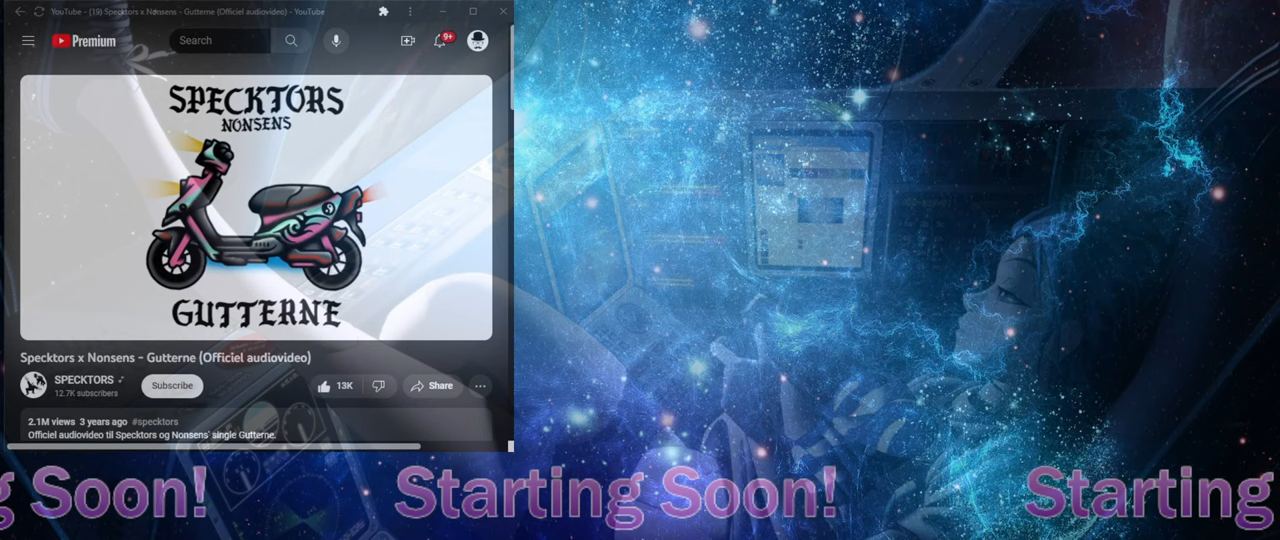 YouTube - (19) Specktors x Nonsens - Gutterne (Officiel audiovideo) - YouTube
Premium
Search
9+
SPECKTORS
NONSENS
GUTTERNE
Specktors x Nonsens - Gutterne (Officiel audiovideo)
SPECKTORS
12.7K subscribers
Subscribe
13K
Share
2.1M views 3 years ago #specktors
Officiel audiovideo til Specktors og Nonsens' single Gutterne.
g Soon! Starting Soon! Starting